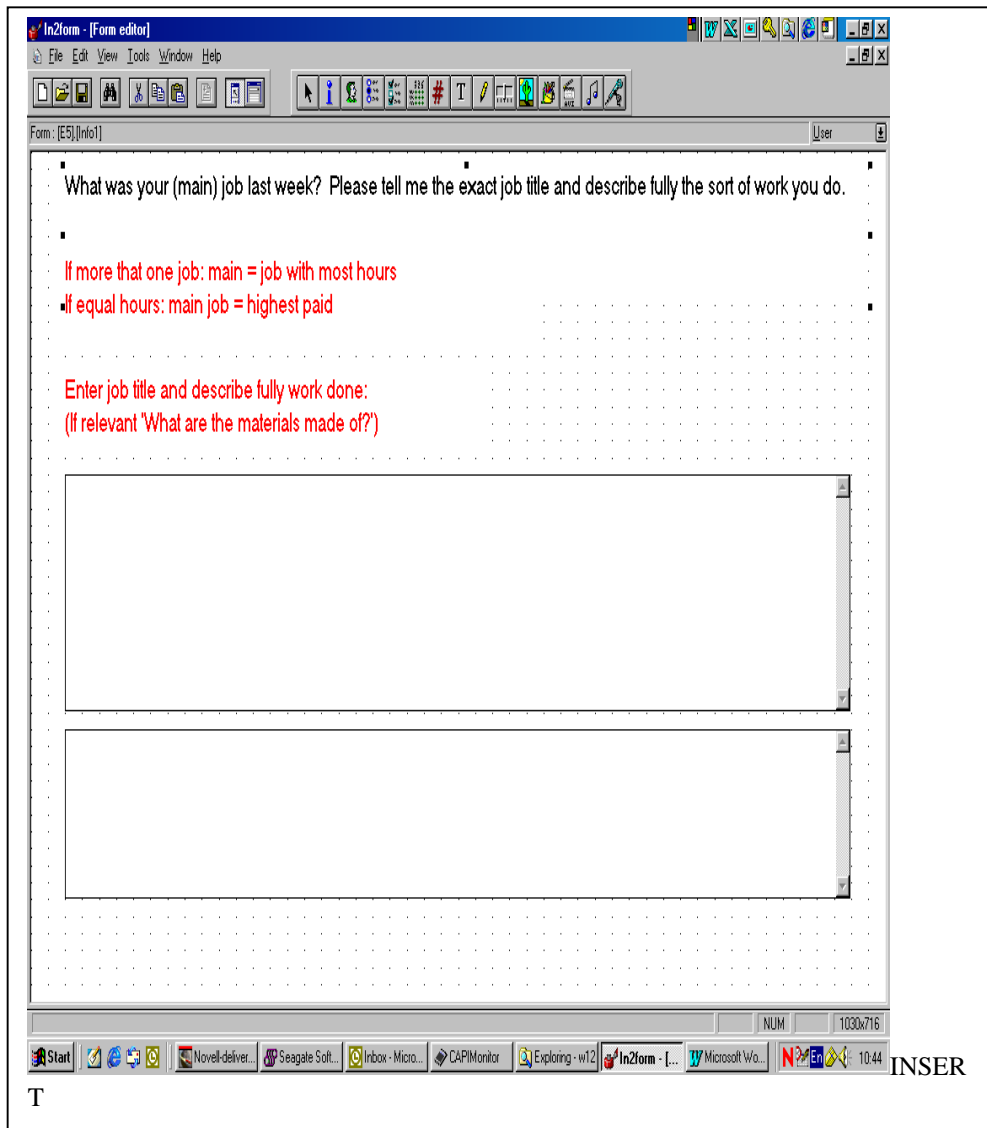 In2form - [Form editor]
File Edit View Tools Window Help
Form : [E5].[Info1] User
What was your (main) job last week? Please tell me the exact job title and describe fully the sort of work you do.
If more that one job: main = job with most hours
If equal hours: main job = highest paid
Enter job title and describe fully work done:
(If relevant 'What are the materials made of?')
NUM 1030x716
Start Novell-deliver... Seagate Soft... Inbox - Micro... CAPIMonitor Exploring - w12 In2form - [... Microsoft Wo... En 10:44 INSER
T